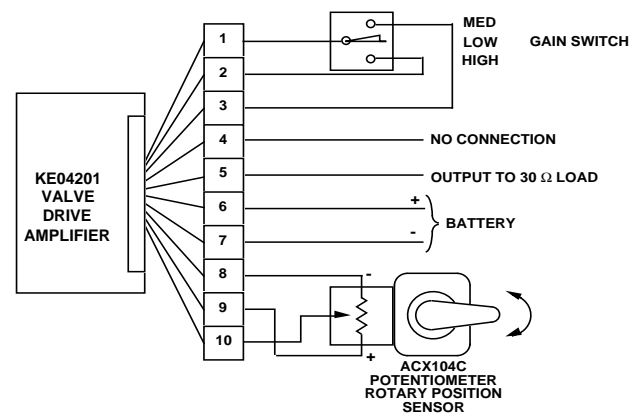 MED
LOW
HIGH
GAIN SWITCH
1
2
3
4
5
6
7
8
9
10
KE04201
VALVE
DRIVE
AMPLIFIER
NO CONNECTION
OUTPUT TO 30 Ω LOAD
+
-
BATTERY
-
+
ACX104C
POTENTIOMETER
ROTARY POSITION
SENSOR